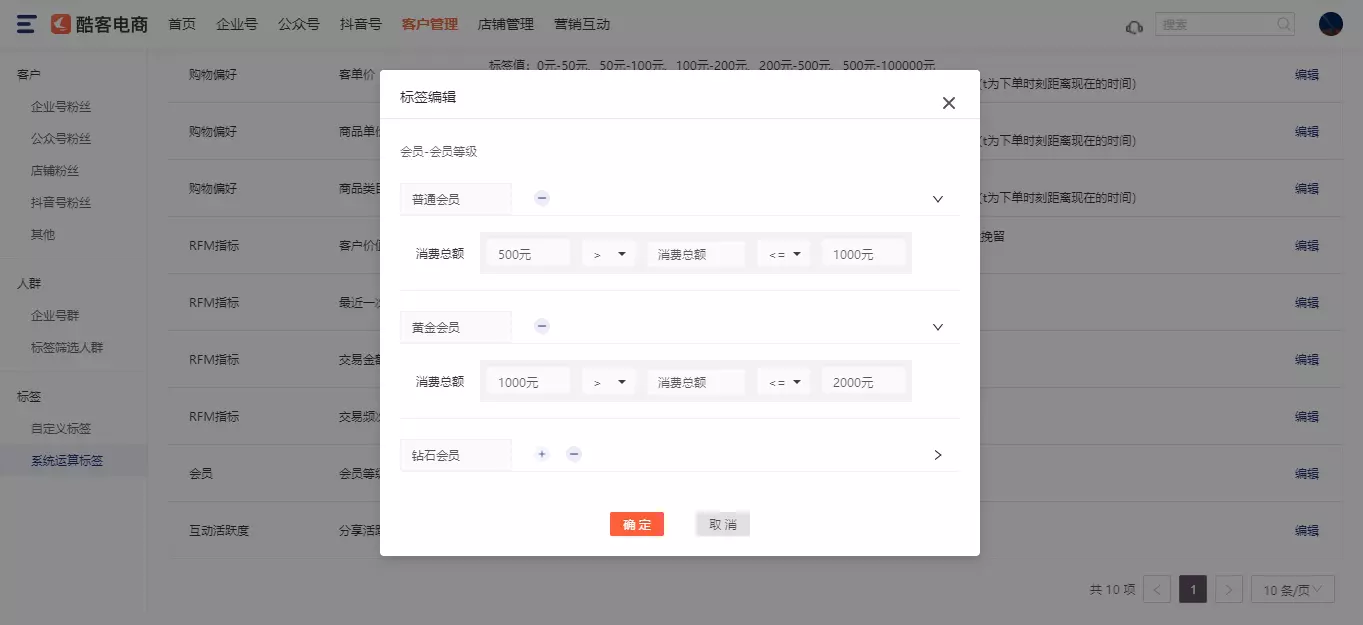 酷客电商 首页 企业号 公众号 抖音号 客户管理 店铺管理 营销互动 搜索
客户
企业号粉丝
公众号粉丝
店铺粉丝
抖音号粉丝
其他
人群
企业号群
标签筛选人群
标签
自定义标签
系统运算标签
标签值：0元-50元、50元-100元、100元-200元、200元-500元、500元-100000元
购物偏好 客单价 (t为下单时刻距离现在的时间) 编辑
购物偏好 商品单价 (t为下单时刻距离现在的时间) 编辑
购物偏好 商品类目 (t为下单时刻距离现在的时间) 编辑
RFM指标 客户价值 挽留 编辑
RFM指标 最近一次 编辑
RFM指标 交易金额 编辑
RFM指标 交易频次 编辑
会员 会员等级 编辑
互动活跃度 分享活跃 编辑
共 10 项 < 1 > 10 条/页
标签编辑
会员-会员等级
普通会员
消费总额 500元 > 消费总额 <= 1000元
黄金会员
消费总额 1000元 > 消费总额 <= 2000元
钻石会员 +
确定 取消